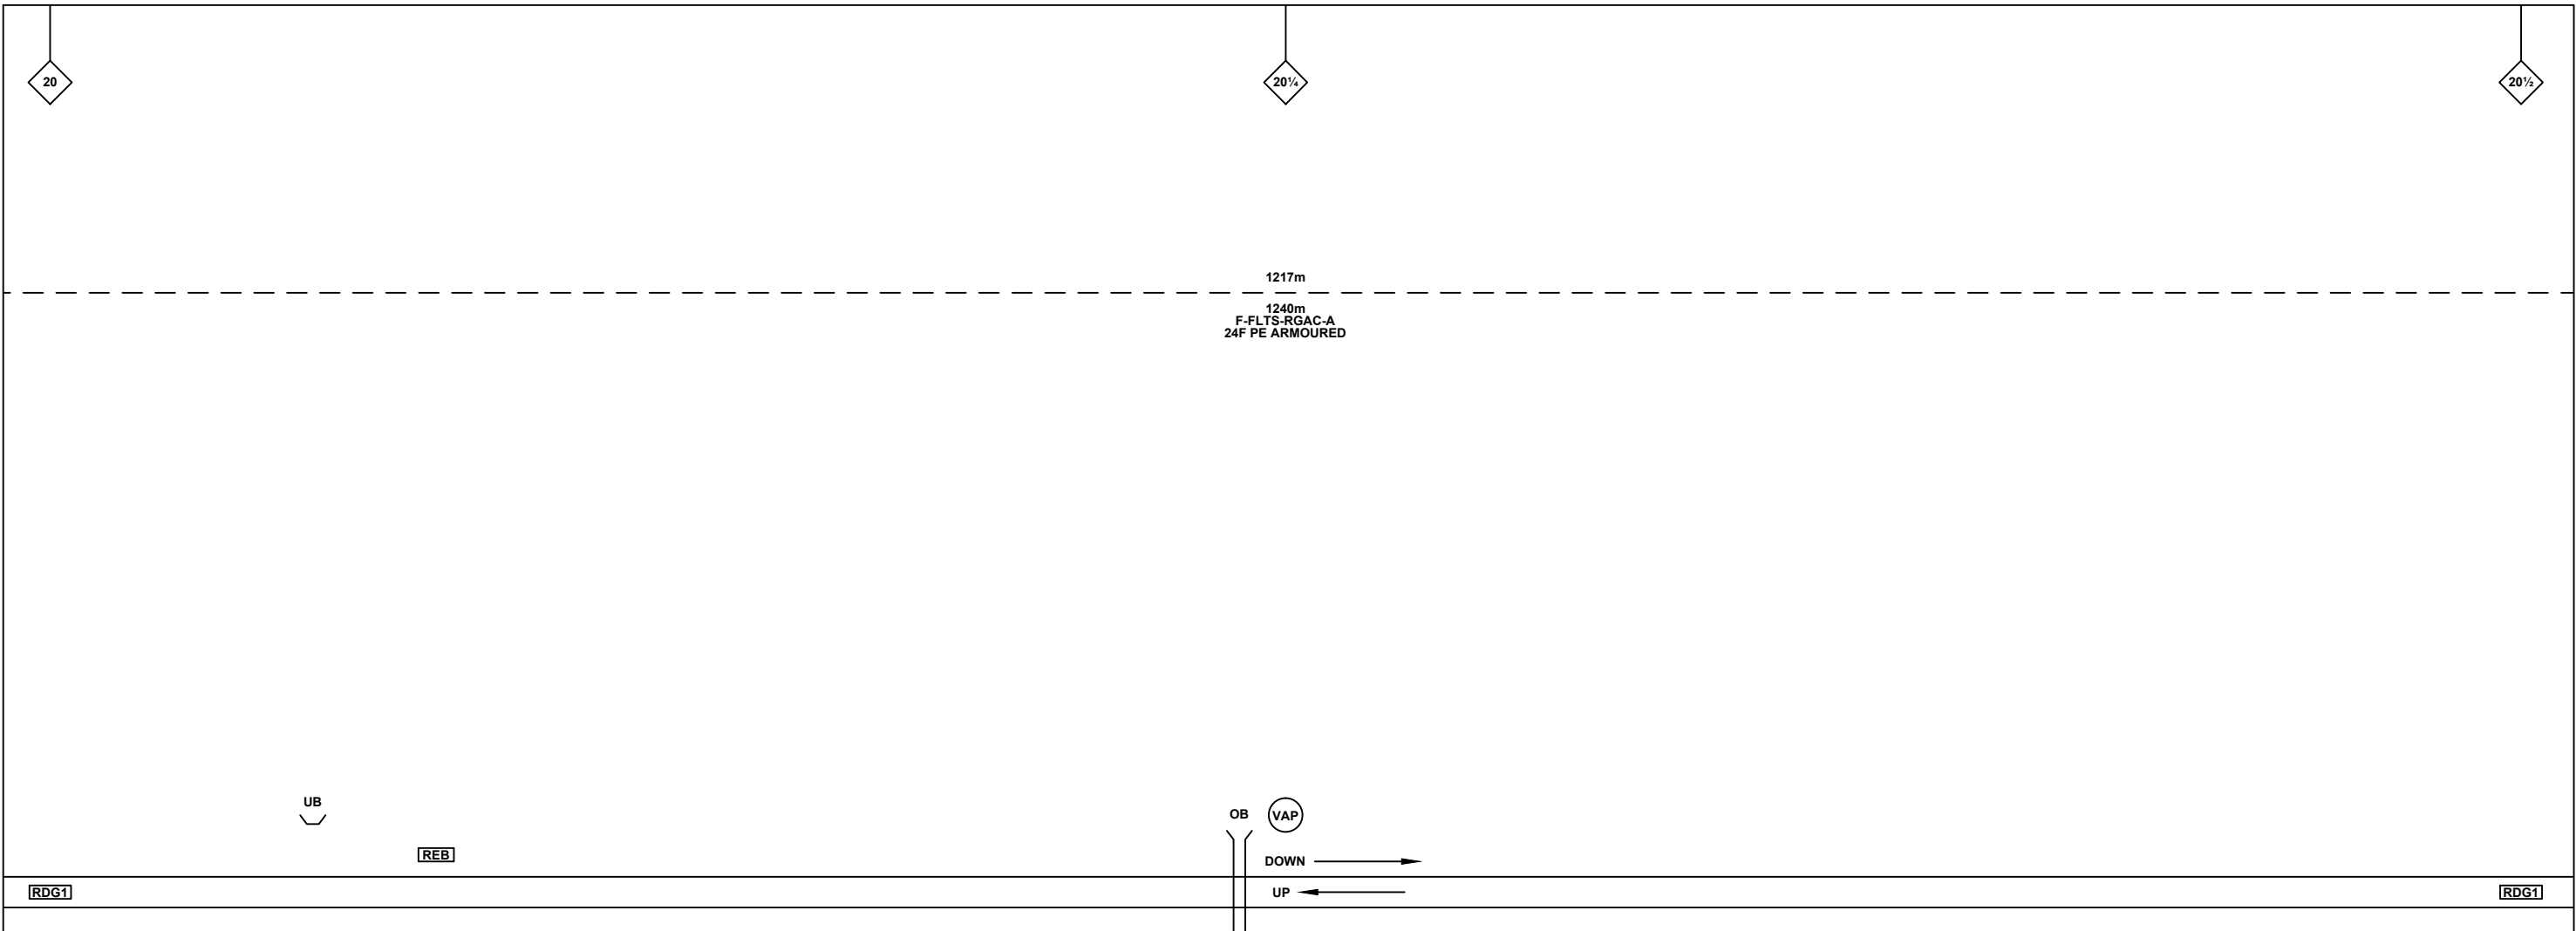 20
20¼
20½
1217m
1240m
F-FLTS-RGAC-A
24F PE ARMOURED
UB
OB
VAP
REB
DOWN
RDG1
UP
RDG1